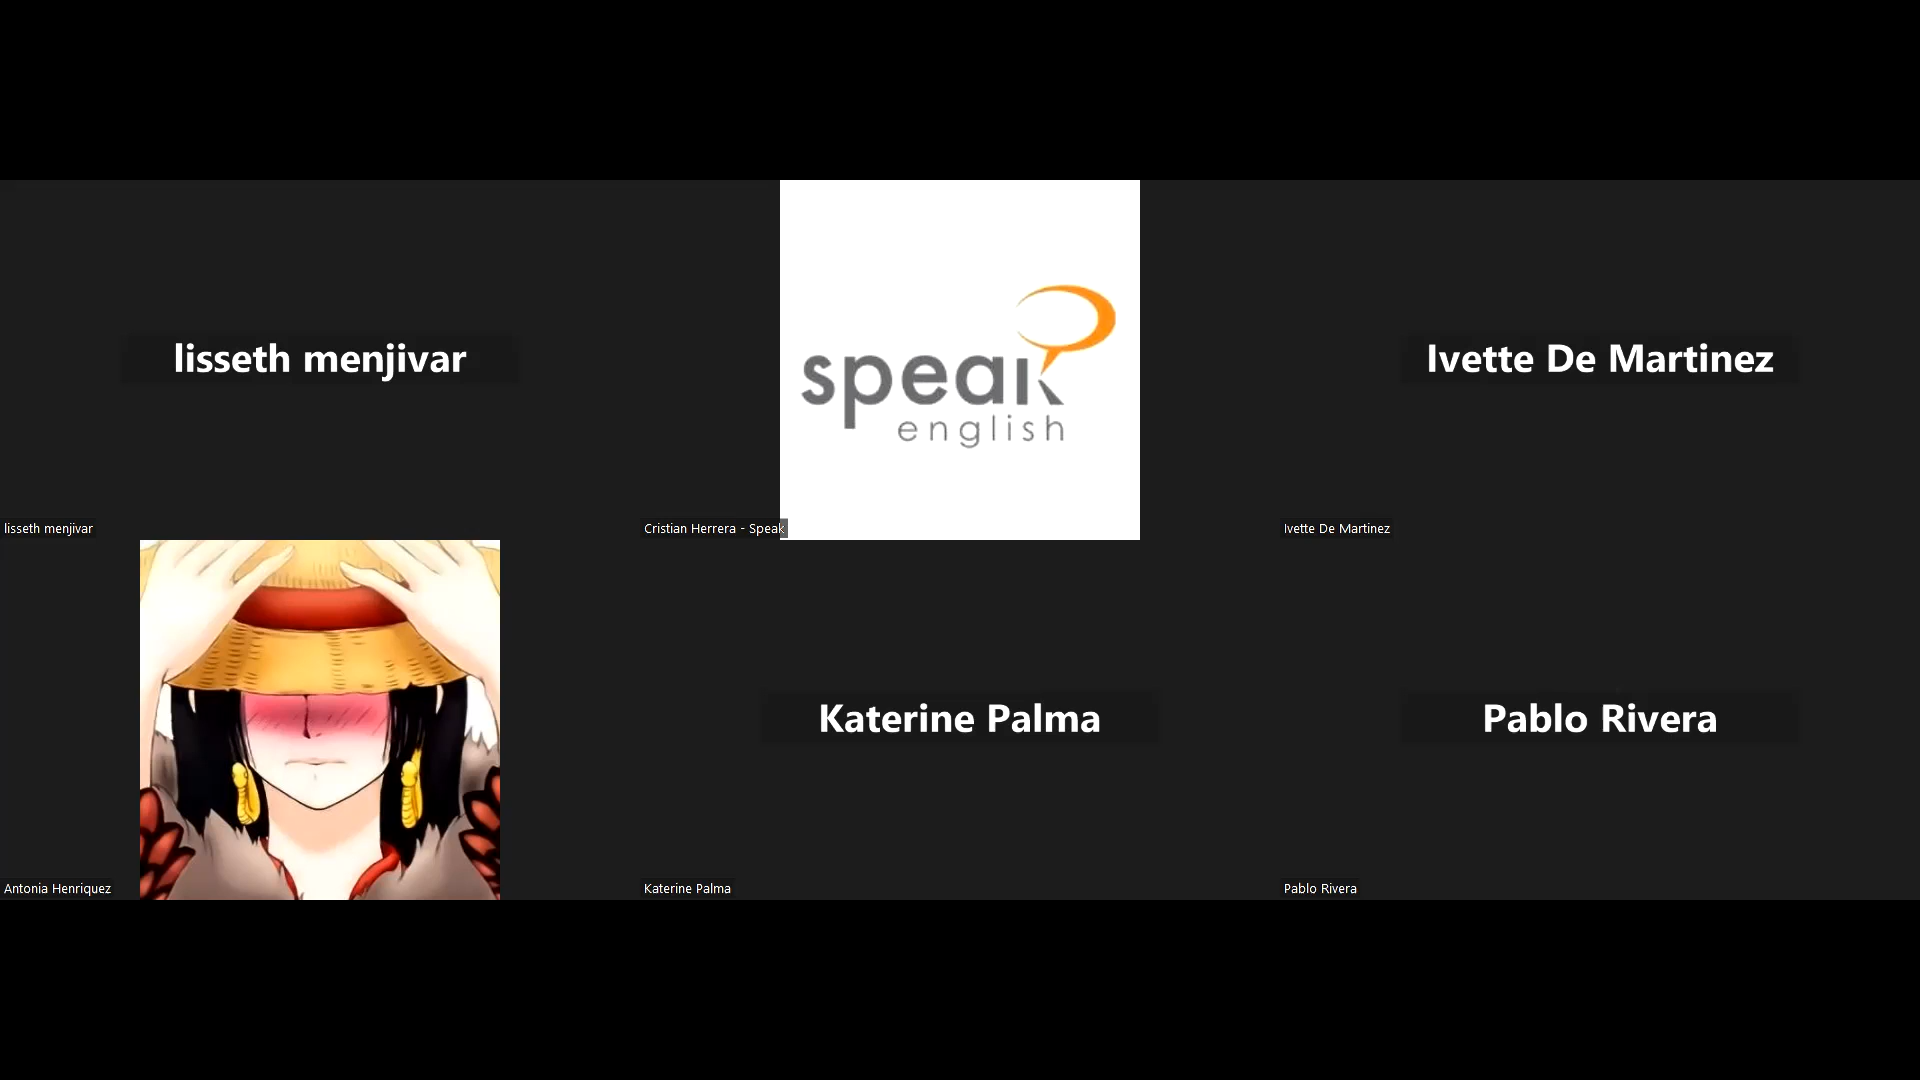 lisseth menjivar
speak
english
Ivette De Martinez
lisseth menjivar
Cristian Herrera - Speak
Ivette De Martinez
Katerine Palma
Pablo Rivera
Antonia Henriquez
Katerine Palma
Pablo Rivera